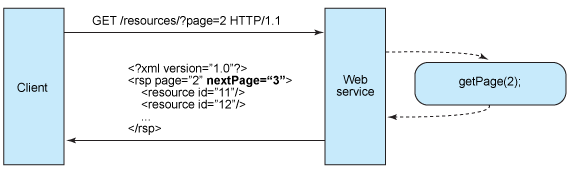 GET /resources/?page=2 HTTP/1.1
Client
<?xml version="1.0"?>
<rsp page="2" nextPage=“3”>
<resource id="11"/>
<resource id="12"/>
...
</rsp>
Web
service
getPage(2);